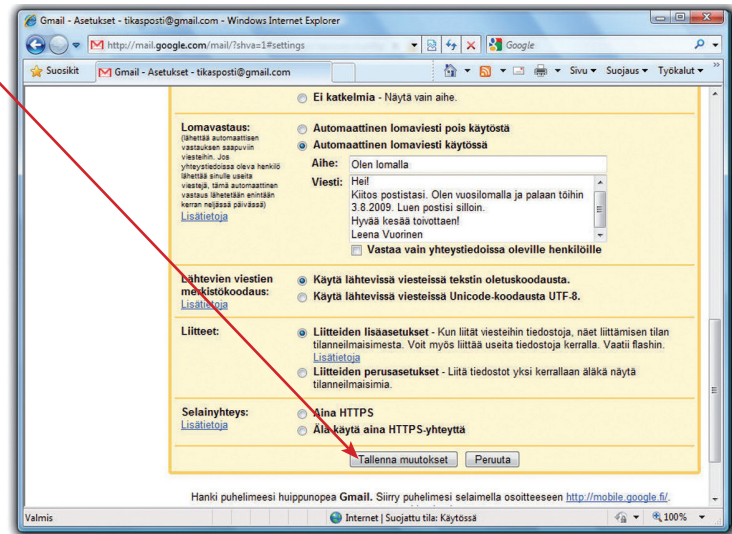 Gmail - Asetukset - tikasposti@gmail.com - Windows Internet Explorer
http://mail.google.com/mail/?shva=1#settings
Google
Suosikit
Gmail - Asetukset - tikasposti@gmail.com
Sivu
Suojaus
Työkalut
Ei katkelmia - Näytä vain aihe.
Lomavastaus:
(lähettää automaattisen
vastauksen saapuviin
viesteihin. Jos
yhteystiedoissa oleva henkilö
lähettää sinulle useita
viestejä, tämä automaattinen
vastaus lähetetään enintään
kerran neljässä päivässä)
Lisätietoja
Automaattinen lomaviesti pois käytöstä
Automaattinen lomaviesti käytössä
Aihe: Olen lomalla
Viesti: Hei!
Kiitos postistasi. Olen vuosilomalla ja palaan töihin
3.8.2009. Luen postisi silloin.
Hyvää kesää toivottaen!
Leena Vuorinen
Vastaa vain yhteystiedoissa oleville henkilöille
Lähtevien viestien
merkistökoodaus:
Lisätietoja
Käytä lähtevissä viesteissä tekstin oletuskoodausta.
Käytä lähtevissä viesteissä Unicode-koodausta UTF-8.
Liitteet:
Liitteiden lisäasetukset - Kun liität viesteihin tiedostoja, näet liittämisen tilan
tilanneilmaisimesta. Voit myös liittää useita tiedostoja kerralla. Vaatii flashin.
Lisätietoja
Liitteiden perusasetukset - Liitä tiedostot yksi kerrallaan äläkä näytä
tilanneilmaisimia.
Selainyhteys:
Lisätietoja
Aina HTTPS
Älä käytä aina HTTPS-yhteyttä
Tallenna muutokset
Peruuta
Hanki puhelimeesi huippunopea Gmail. Siirry puhelimesi selaimella osoitteeseen http://mobile.google.fi/.
Valmis
Internet | Suojattu tila: Käytössä
100%